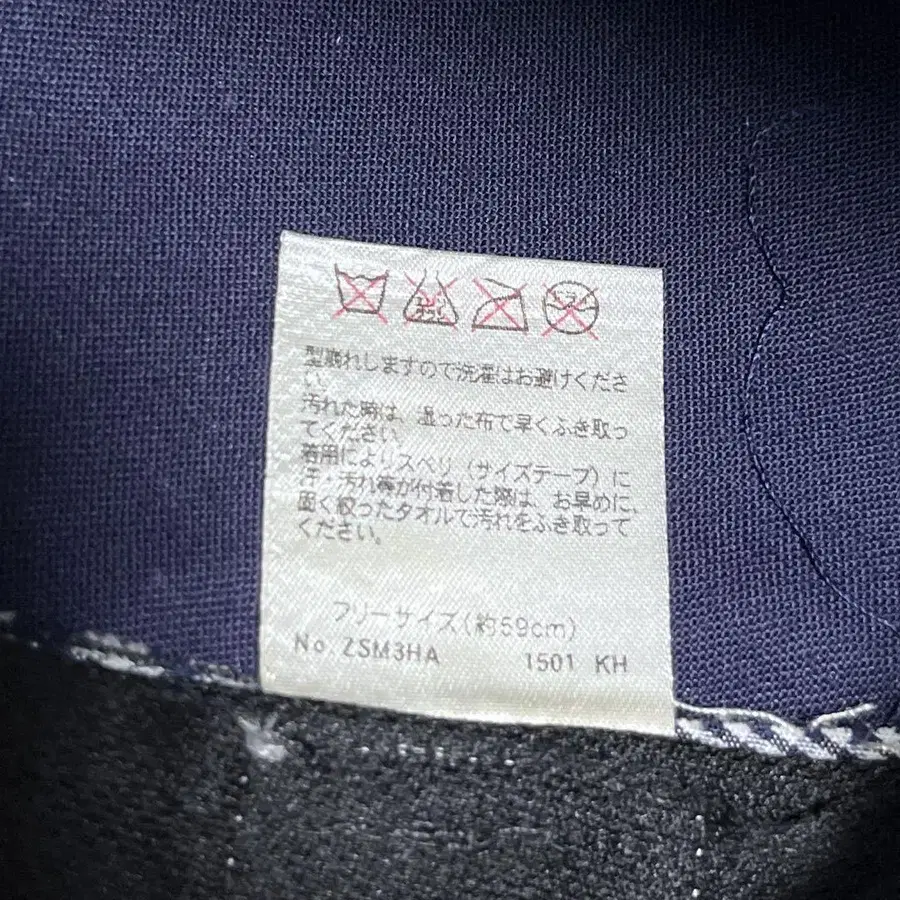 型崩れしますので洗濯はお避けくださ
い。
汚れた時は、湿った布で早くふき取っ
てください。
着用によりスベリ（サイズテープ）に
汗・汚れ等が付着した際は、お早めに、
固く絞ったタオルで汚れをふき取って
ください。
フリーサイズ(約59cm)
No. ZSM3HA 1501 KH